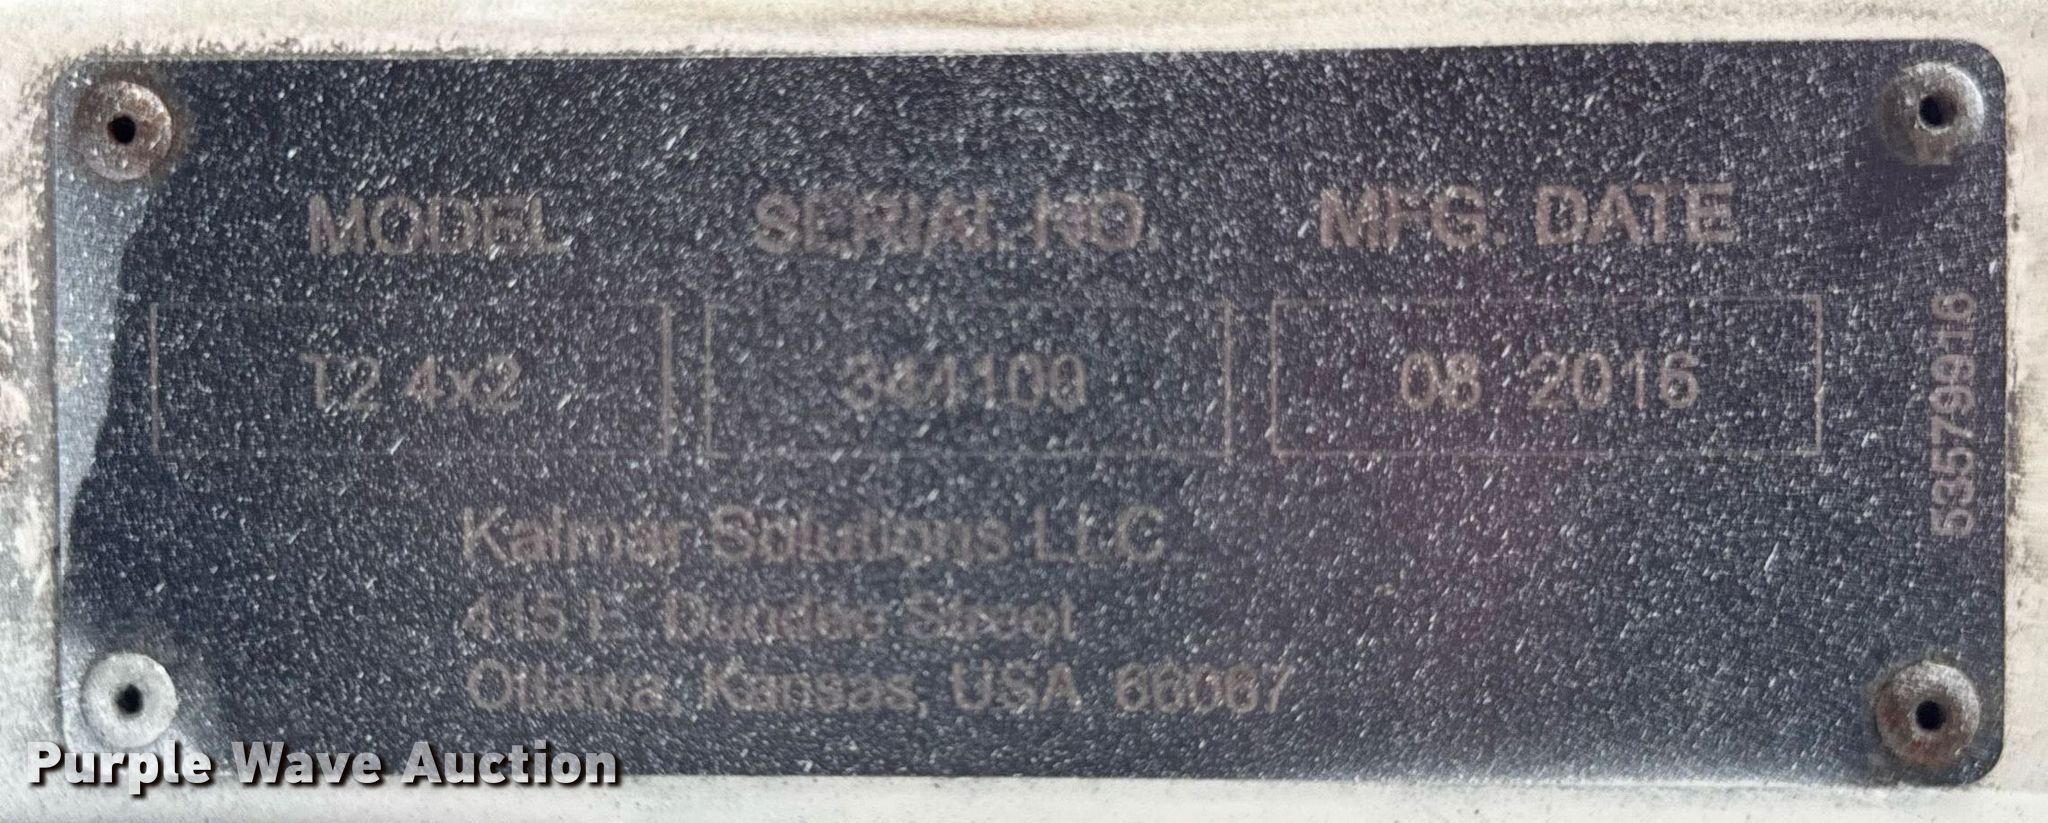 MODEL SERIAL NO. MFG. DATE
T2 4x2 344100 08 2016
Kalmar Solutions LLC
415 E Dundee Street
Ottawa, Kansas, USA 66067
53579916
Purple Wave Auction